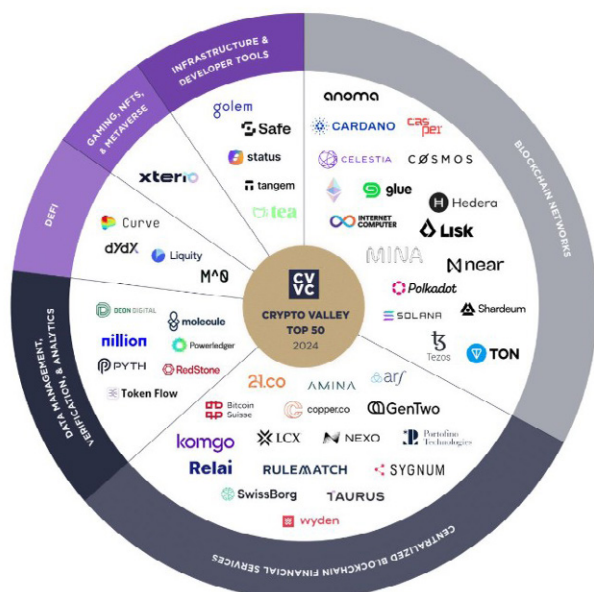 INFRASTRUCTURE &
DEVELOPER TOOLS
golem
Safe
status
tangem
tea
GAMING, NFTS,
& METAVERSE
xterio
DEFI
Curve
dYdX
Liquity
M^0
DATA MANAGEMENT,
VERIFICATION, & ANALYTICS
DEON DIGITAL
molecule
nillion
Powerledger
PYTH
RedStone
Token Flow
BLOCKCHAIN NETWORKS
anoma
CARDANO
casper
CELESTIA
COSMOS
glue
INTERNET
COMPUTER
Hedera
LISK
MINA
near
Polkadot
SOLANA
Shardeum
Tezos
TON
CV
VC
CRYPTO VALLEY
TOP 50
2024
21.co
AMINA
arf
Bitcoin
Suisse
copper.co
GenTwo
komgo
LCX
NEXO
Portofino
Technologies
Relai
RULEMATCH
SYGNUM
SwissBorg
TAURUS
wyden
CENTRALIZED BLOCKCHAIN FINANCIAL SERVICES